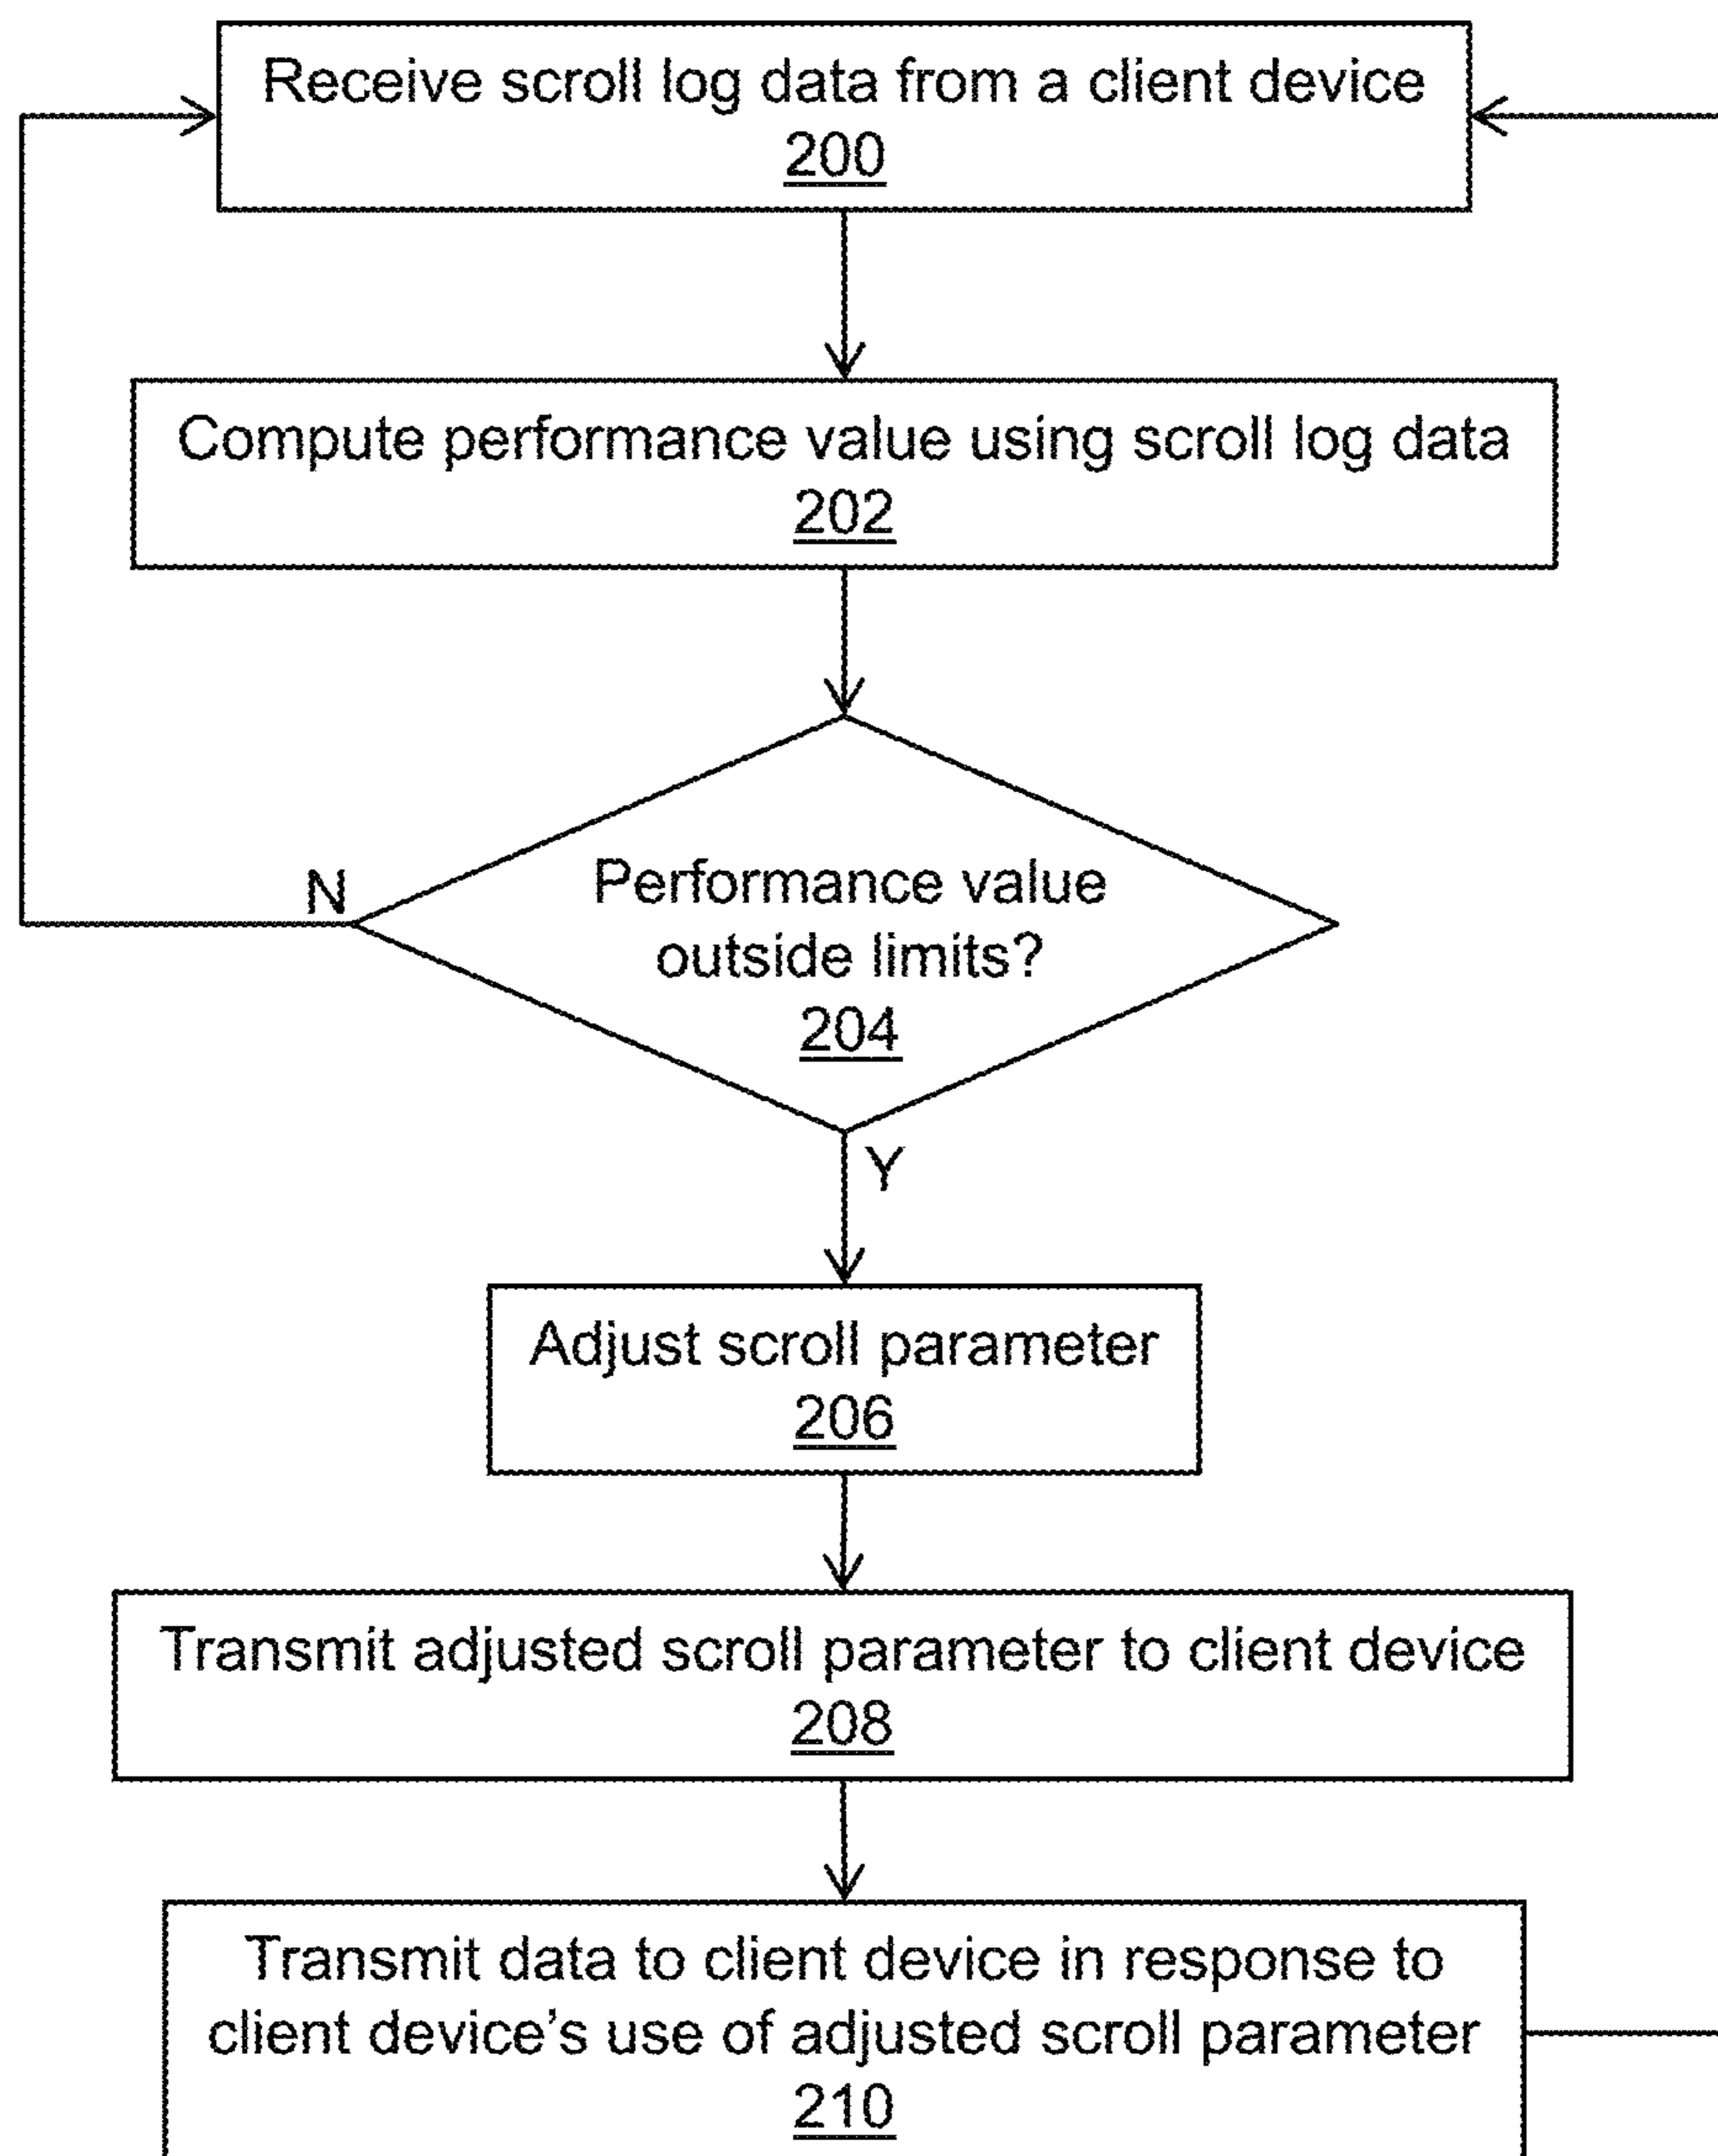 Receive scroll log data from a client device
200
Compute performance value using scroll log data
202
Performance value
outside limits?
204
N
Y
Adjust scroll parameter
206
Transmit adjusted scroll parameter to client device
208
Transmit data to client device in response to
client device’s use of adjusted scroll parameter
210